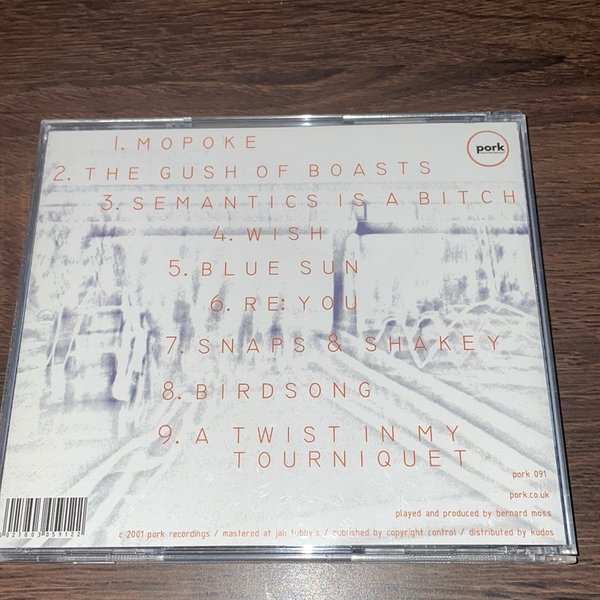 1. MOPOKE
pork
2. THE GUSH OF BOASTS
3. SEMANTICS IS A BITCH
4. WISH
5. BLUE SUN
6. RE: YOU
7. SNAPS & SHAKEY
8. BIRDSONG
9. A TWIST IN MY
TOURNIQUET
pork 091
pork.co.uk
played and produced by bernard moss
c 2001 pork recordings / mastered at jah tubby's / published by copyright control / distributed by kudos